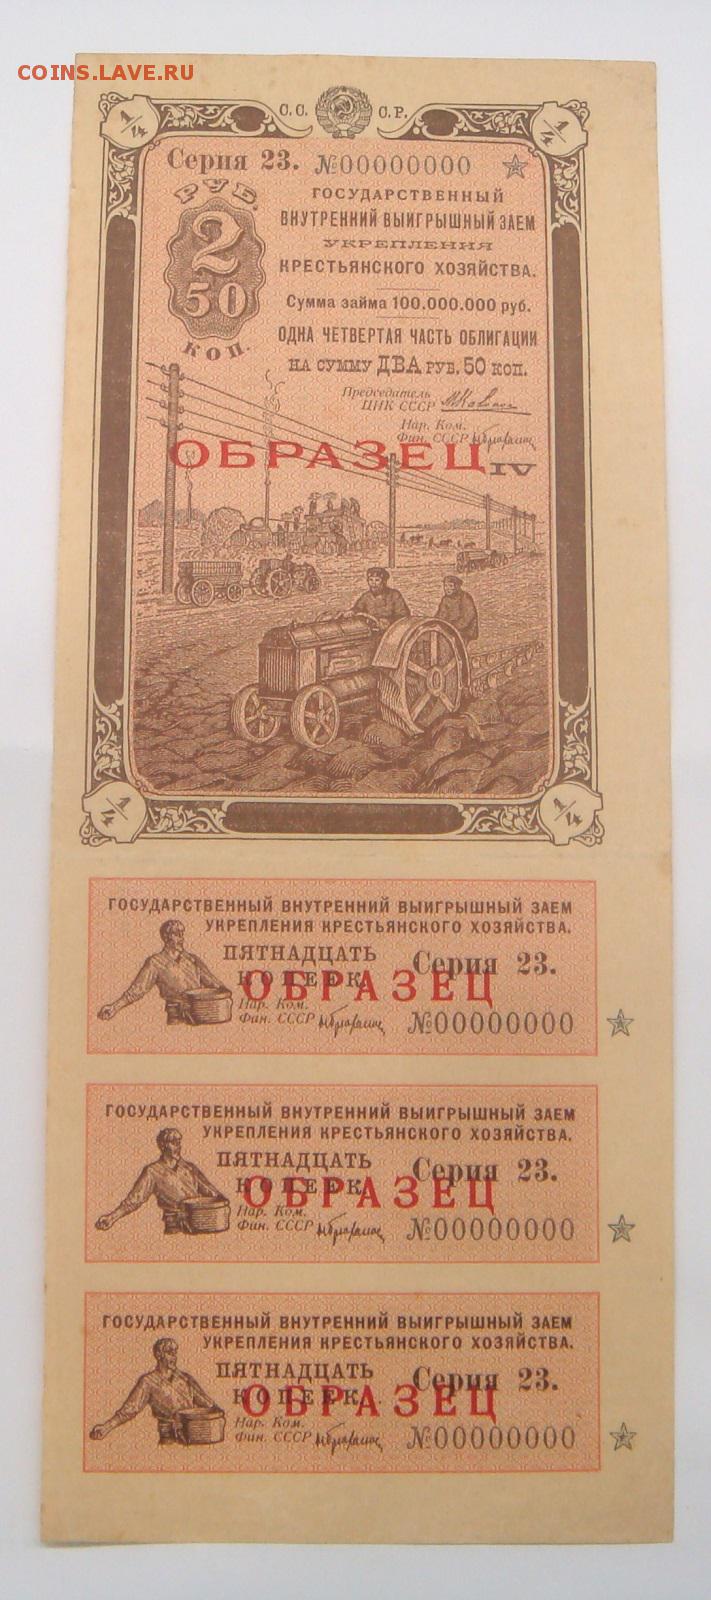 COINS.LAVE.RU
С.С. С.Р.
1/4 1/4
Серия 23. №00000000
РУБ.
2
50
КОП.
ГОСУДАРСТВЕННЫЙ
ВНУТРЕННИЙ ВЫИГРЫШНЫЙ ЗАЕМ
УКРЕПЛЕНИЯ
КРЕСТЬЯНСКОГО ХОЗЯЙСТВА.
Сумма займа 100.000.000 руб.
ОДНА ЧЕТВЕРТАЯ ЧАСТЬ ОБЛИГАЦИИ
НА СУММУ ДВА РУБ. 50 КОП.
Председатель
ЦИК СССР
Нар. Ком.
Фин. СССР
ОБРАЗЕЦ IV
1/4 1/4
ГОСУДАРСТВЕННЫЙ ВНУТРЕННИЙ ВЫИГРЫШНЫЙ ЗАЕМ
УКРЕПЛЕНИЯ КРЕСТЬЯНСКОГО ХОЗЯЙСТВА.
ПЯТНАДЦАТЬ Серия 23.
КОПЕЕК.
ОБРАЗЕЦ
Нар. Ком.
Фин. СССР №00000000
ГОСУДАРСТВЕННЫЙ ВНУТРЕННИЙ ВЫИГРЫШНЫЙ ЗАЕМ
УКРЕПЛЕНИЯ КРЕСТЬЯНСКОГО ХОЗЯЙСТВА.
ПЯТНАДЦАТЬ Серия 23.
КОПЕЕК.
ОБРАЗЕЦ
Нар. Ком.
Фин. СССР №00000000
ГОСУДАРСТВЕННЫЙ ВНУТРЕННИЙ ВЫИГРЫШНЫЙ ЗАЕМ
УКРЕПЛЕНИЯ КРЕСТЬЯНСКОГО ХОЗЯЙСТВА.
ПЯТНАДЦАТЬ Серия 23.
КОПЕЕК.
ОБРАЗЕЦ
Нар. Ком.
Фин. СССР №00000000